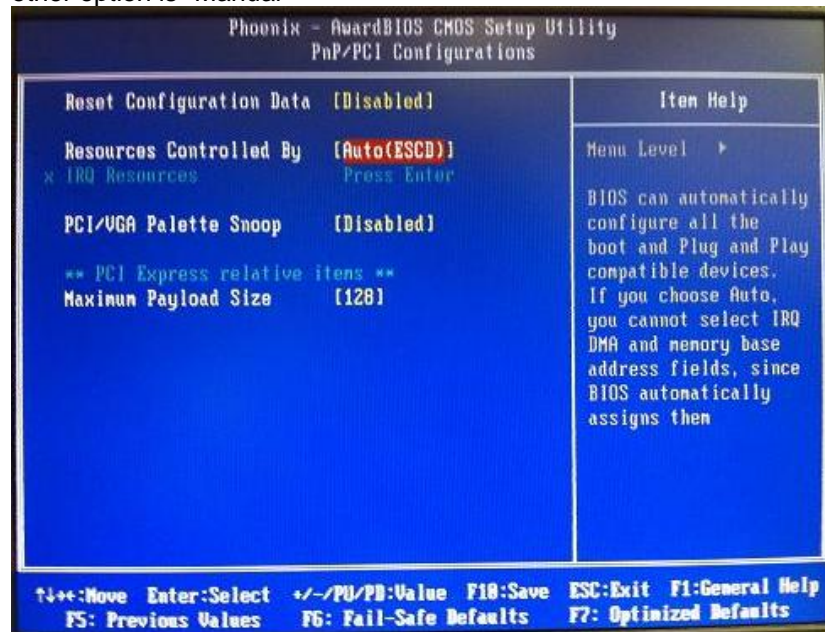 Phoenix - AwardBIOS CMOS Setup Utility
PnP/PCI Configurations
Reset Configuration Data [Disabled]
Resources Controlled By [Auto(ESCD)]
x IRQ Resources Press Enter
PCI/VGA Palette Snoop [Disabled]
** PCI Express relative items **
Maximum Payload Size [128]
Item Help
Menu Level ▸
BIOS can automatically
configure all the
boot and Plug and Play
compatible devices.
If you choose Auto,
you cannot select IRQ
DMA and memory base
address fields, since
BIOS automatically
assigns them
↑↓→←:Move Enter:Select +/-/PU/PD:Value F10:Save ESC:Exit F1:General Help
F5: Previous Values F6: Fail-Safe Defaults F7: Optimized Defaults